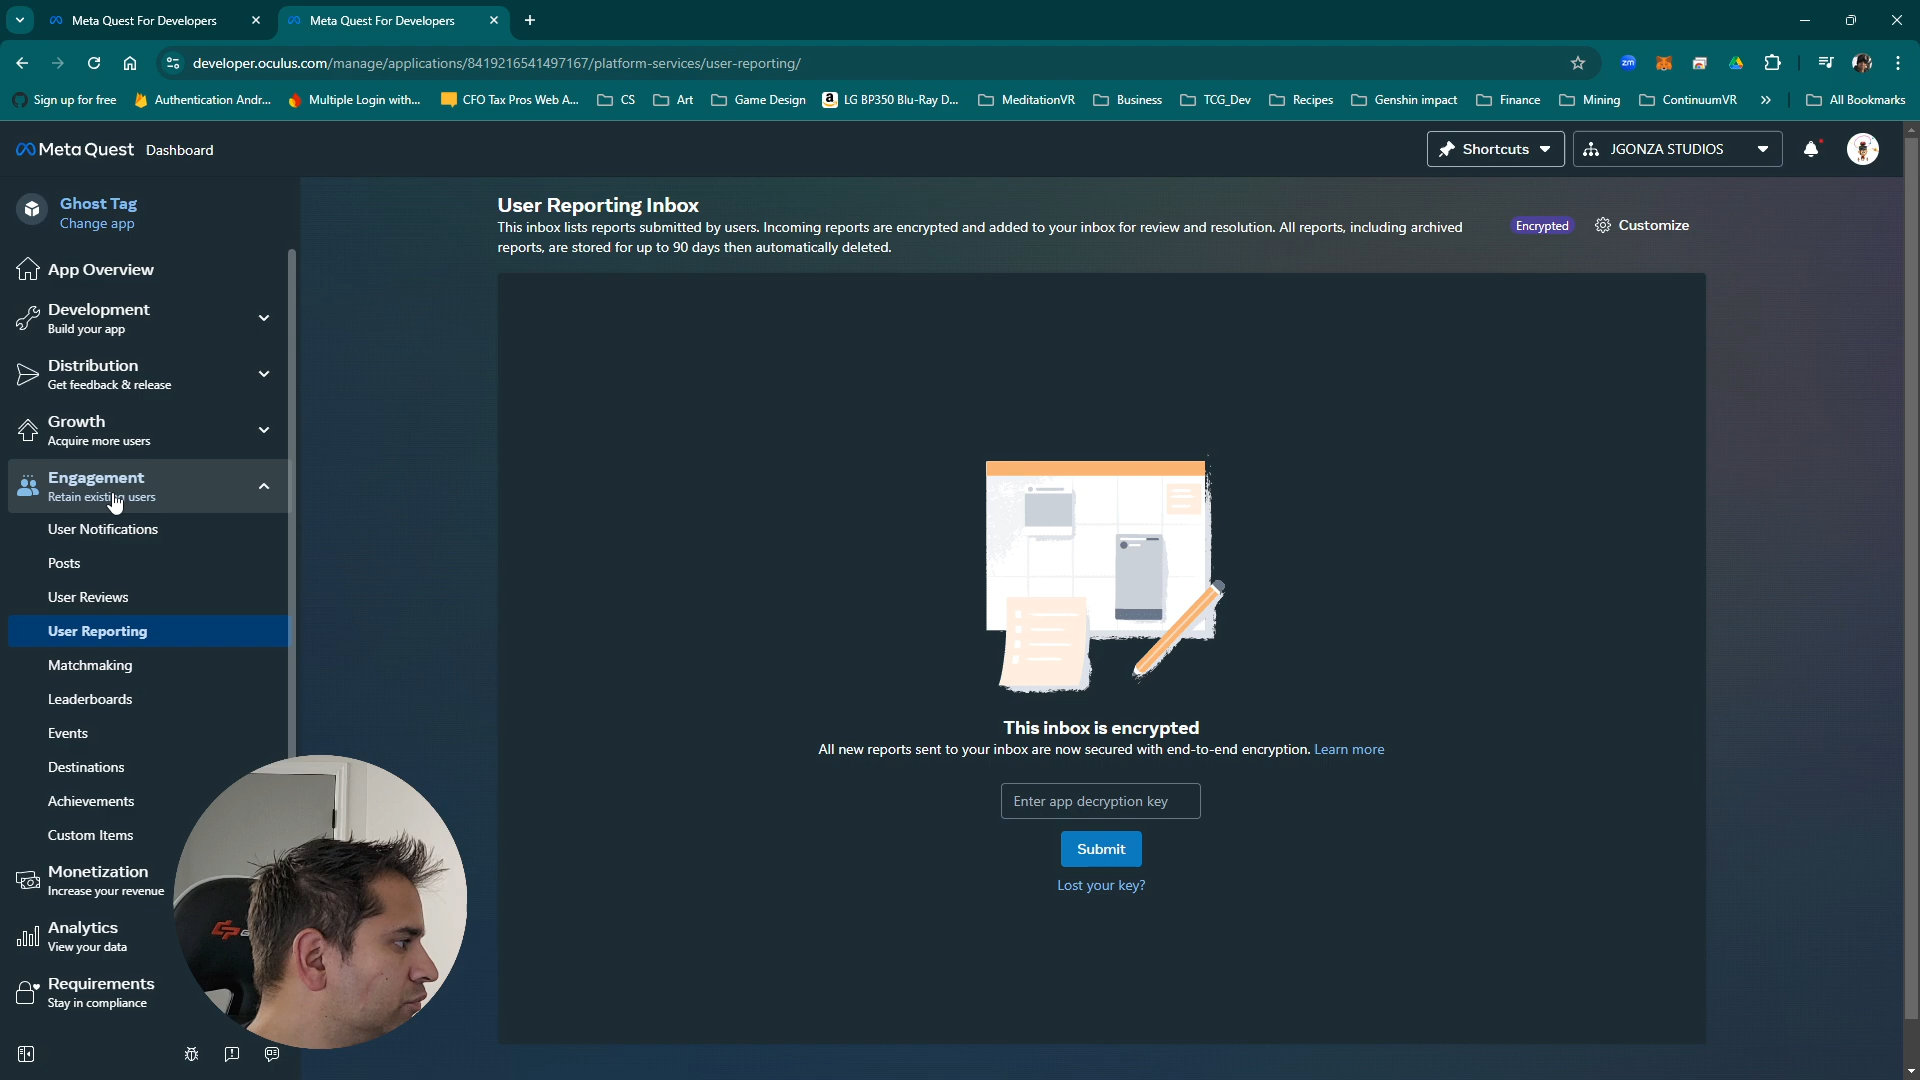 Meta Quest For Developers
Meta Quest For Developers
developer.oculus.com/manage/applications/8419216541497167/platform-services/user-reporting/
zm
Sign up for free
Authentication Andr...
Multiple Login with...
CFO Tax Pros Web A...
CS
Art
Game Design
LG BP350 Blu-Ray D...
MeditationVR
Business
TCG_Dev
Recipes
Genshin impact
Finance
Mining
ContinuumVR
All Bookmarks
Meta Quest Dashboard
Shortcuts
JGONZA STUDIOS
Ghost Tag
Change app
App Overview
Development
Build your app
Distribution
Get feedback & release
Growth
Acquire more users
Engagement
Retain existing users
User Notifications
Posts
User Reviews
User Reporting
Matchmaking
Leaderboards
Events
Destinations
Achievements
Custom Items
Monetization
Increase your revenue
Analytics
View your data
Requirements
Stay in compliance
User Reporting Inbox
This inbox lists reports submitted by users. Incoming reports are encrypted and added to your inbox for review and resolution. All reports, including archived
reports, are stored for up to 90 days then automatically deleted.
Encrypted
Customize
This inbox is encrypted
All new reports sent to your inbox are now secured with end-to-end encryption. Learn more
Enter app decryption key
Submit
Lost your key?